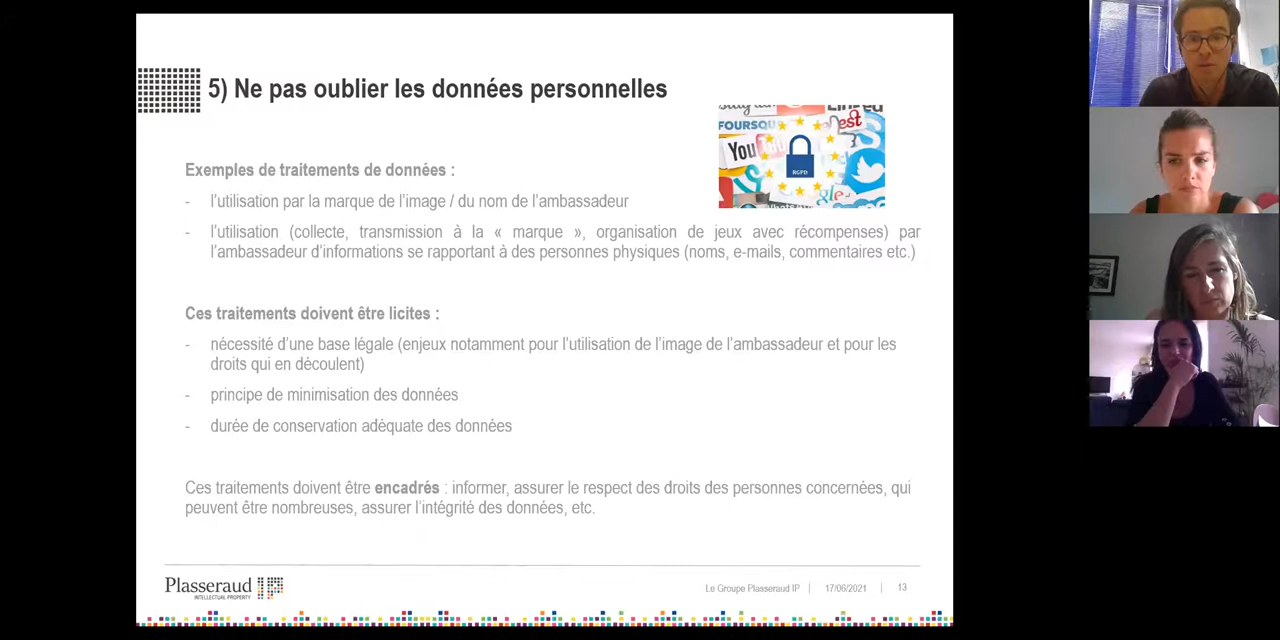 5) Ne pas oublier les données personnelles
FOURSQU
You
RGPD
Exemples de traitements de données :
- l’utilisation par la marque de l’image / du nom de l’ambassadeur
- l’utilisation (collecte, transmission à la « marque », organisation de jeux avec récompenses) par
l’ambassadeur d’informations se rapportant à des personnes physiques (noms, e-mails, commentaires etc.)
Ces traitements doivent être licites :
- nécessité d’une base légale (enjeux notamment pour l’utilisation de l’image de l’ambassadeur et pour les
droits qui en découlent)
- principe de minimisation des données
- durée de conservation adéquate des données
Ces traitements doivent être encadrés : informer, assurer le respect des droits des personnes concernées, qui
peuvent être nombreuses, assurer l’intégrité des données, etc.
Plasseraud IP
INTELLECTUAL PROPERTY
Le Groupe Plasseraud IP | 17/06/2021 | 13